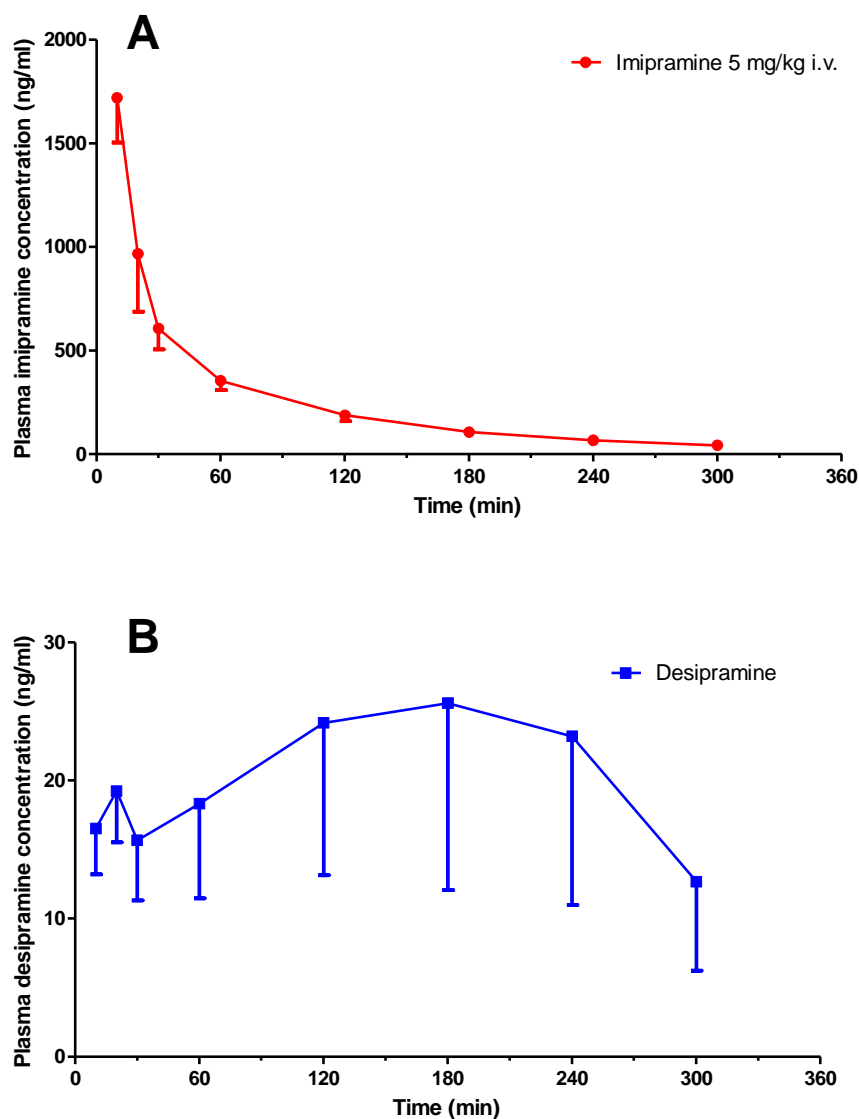 A
Imipramine 5 mg/kg i.v.
Plasma imipramine concentration (ng/ml)
2000
1500
1000
500
0
0 60 120 180 240 300 360
Time (min)
B
Desipramine
Plasma desipramine concentration (ng/ml)
30
20
10
0
0 60 120 180 240 300 360
Time (min)